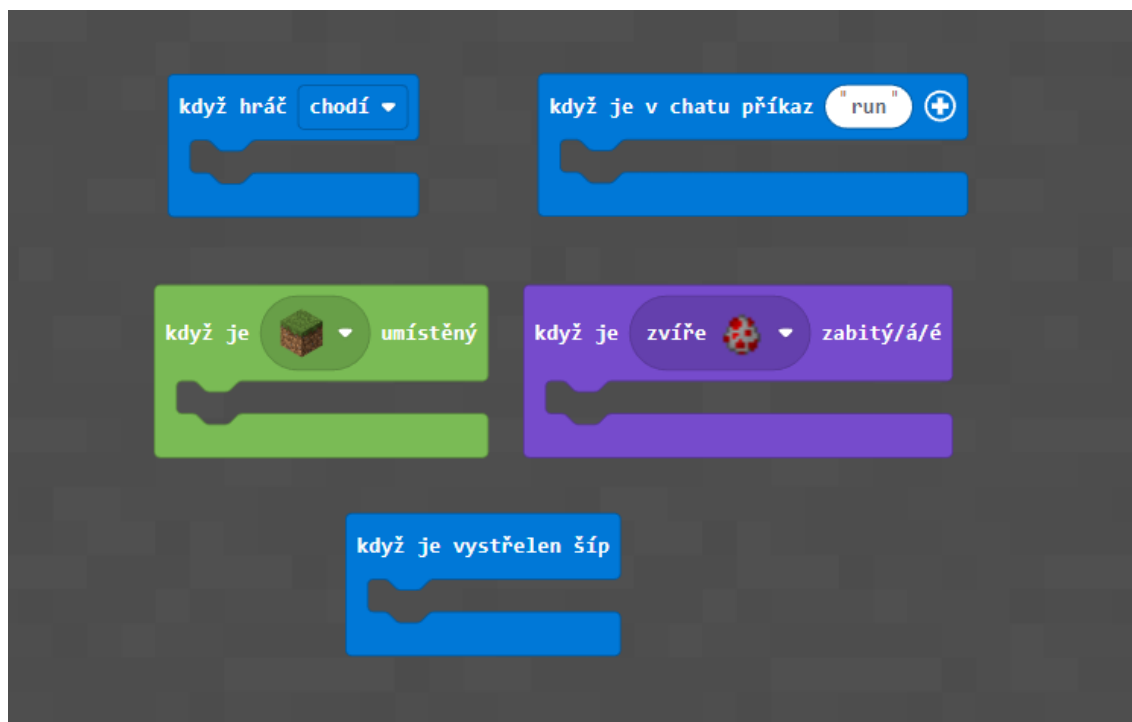 když hráč chodí
když je v chatu příkaz "run"
když je umístěný
když je zvíře zabitý/á/é
když je vystřelen šíp